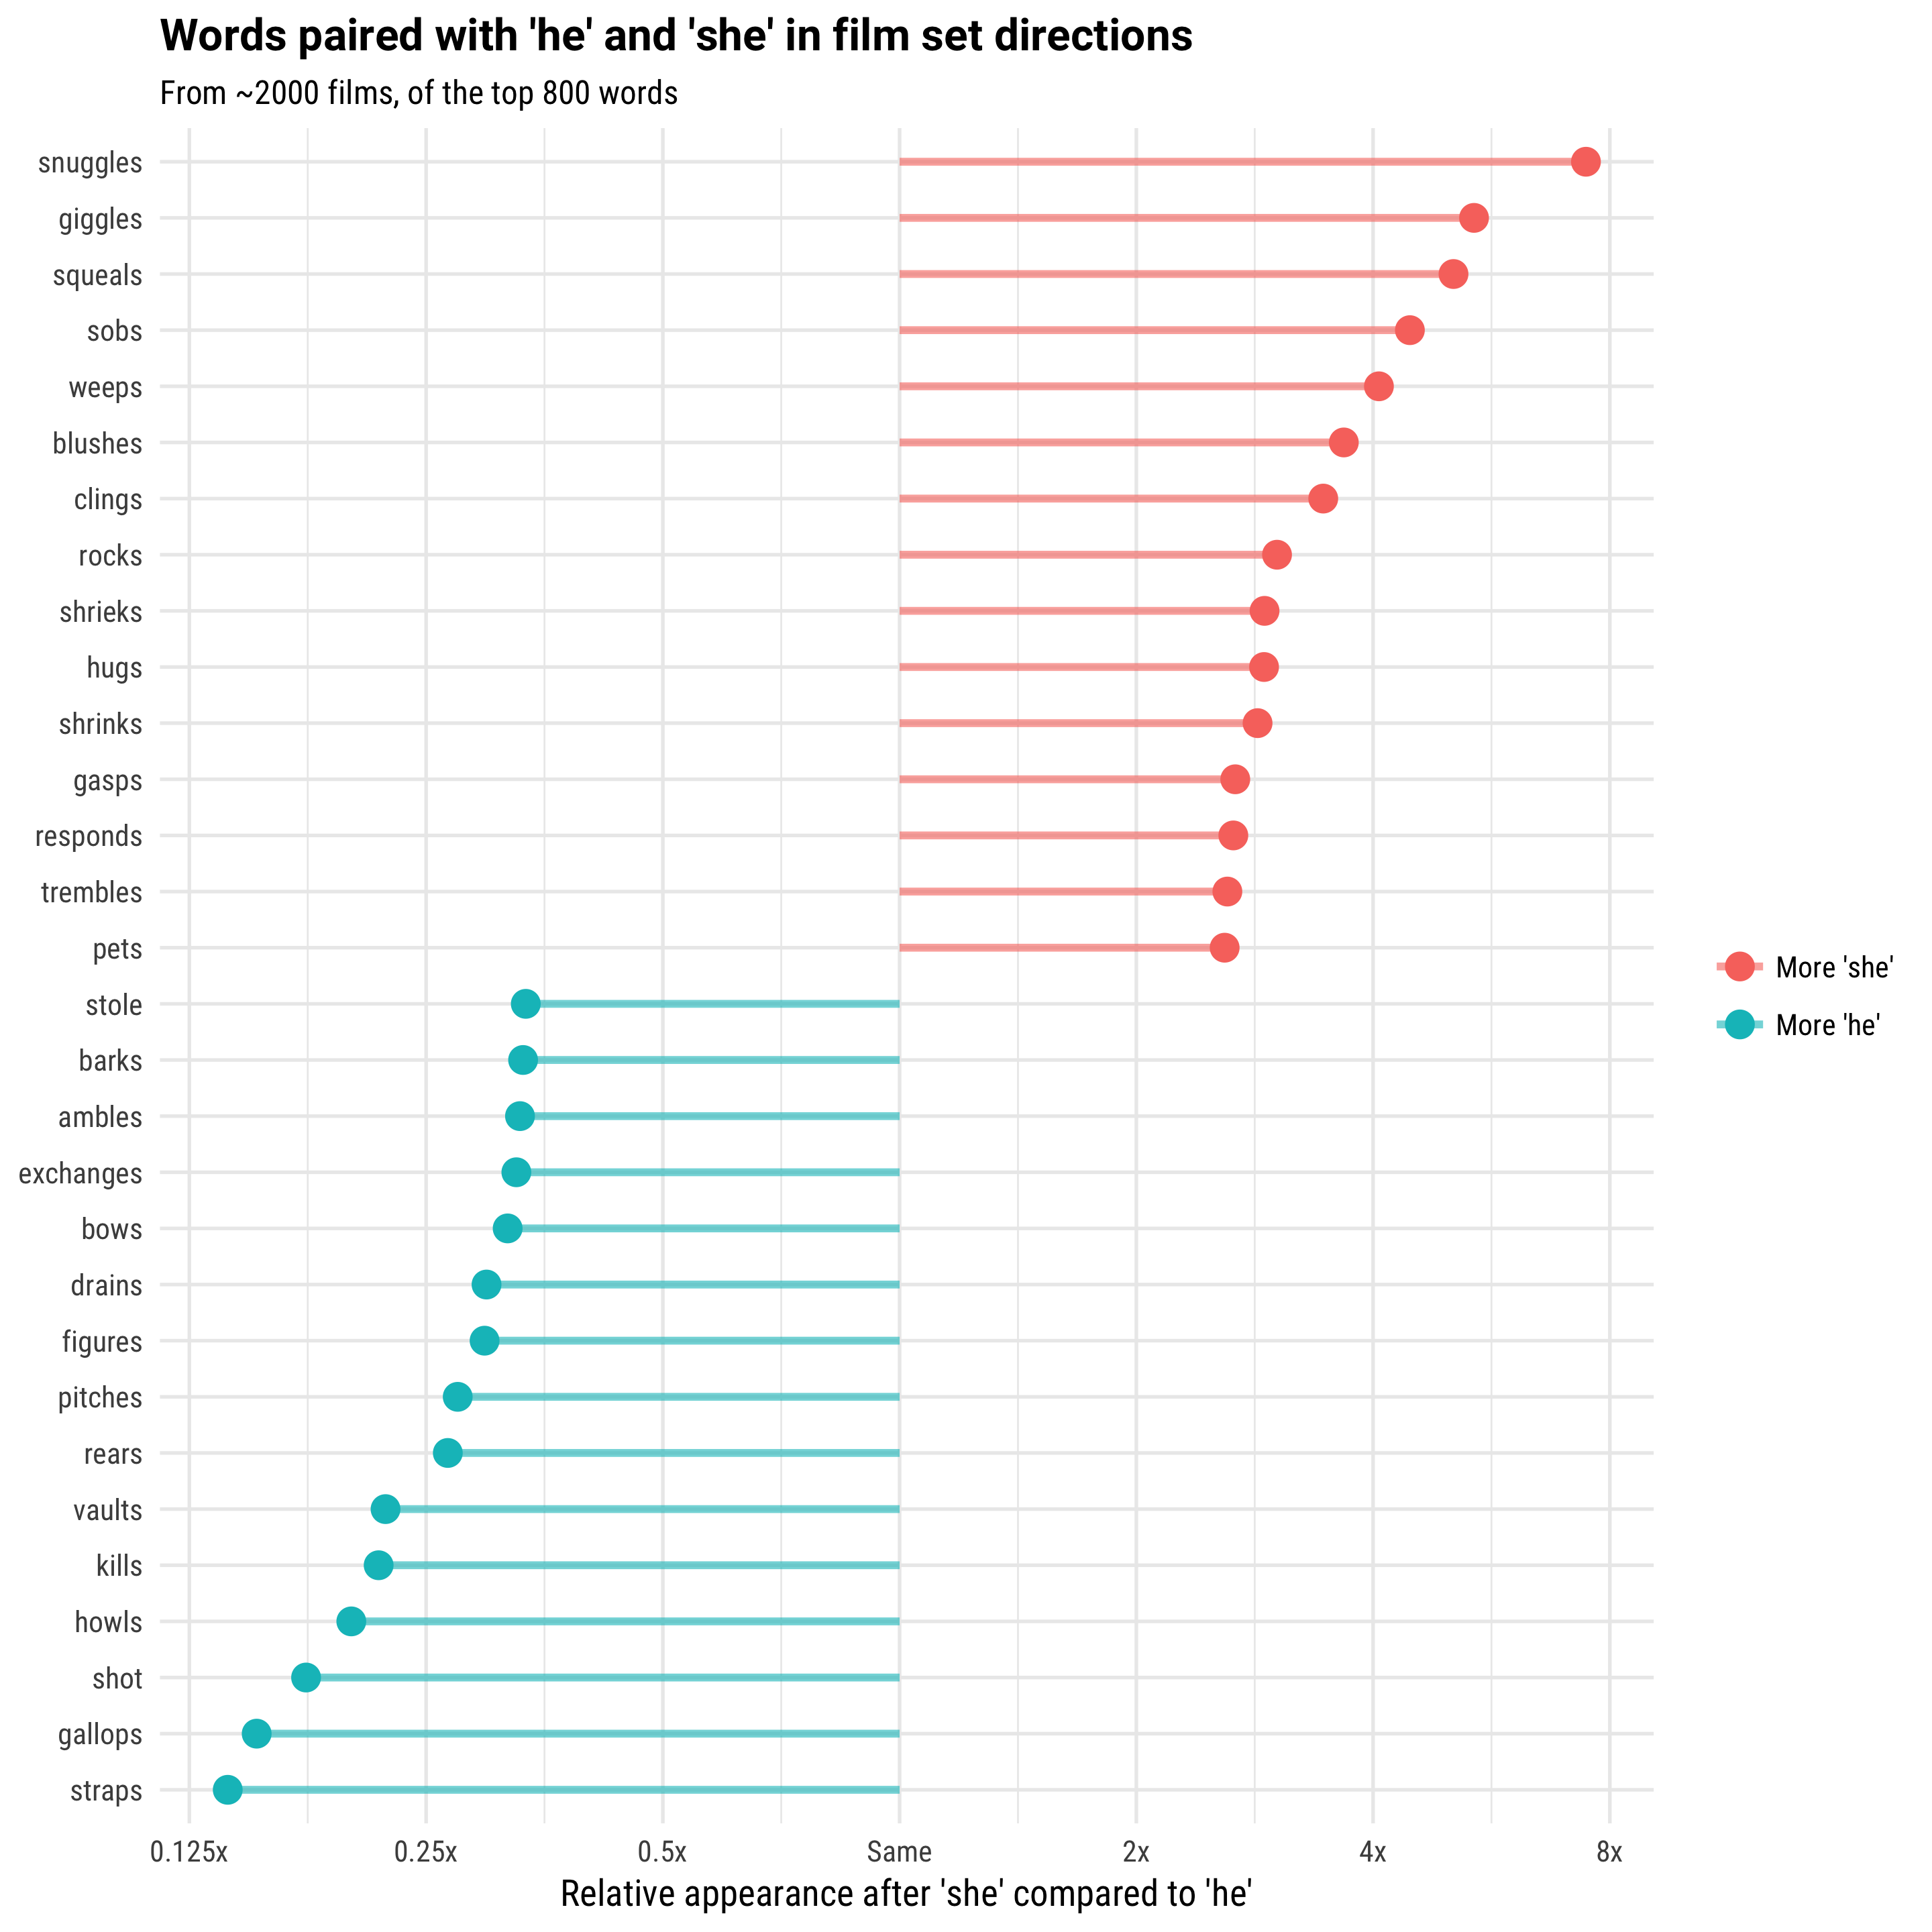 Words paired with 'he' and 'she' in film set directions
From ~2000 films, of the top 800 words
snuggles
giggles
squeals
sobs
weeps
blushes
clings
rocks
shrieks
hugs
shrinks
gasps
responds
trembles
pets
stole
barks
ambles
exchanges
bows
drains
figures
pitches
rears
vaults
kills
howls
shot
gallops
straps
0.125x 0.25x 0.5x Same 2x 4x 8x
Relative appearance after 'she' compared to 'he'
More 'she'
More 'he'